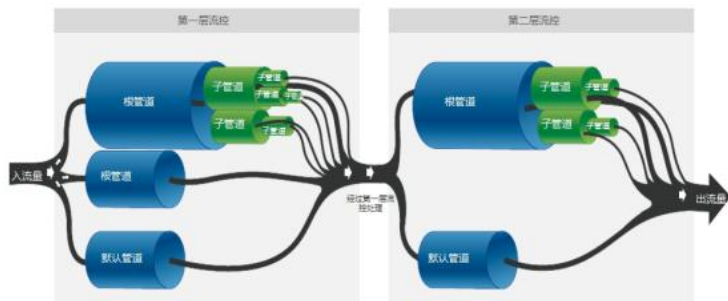 第一层流控
第二层流控
根管道
子管道
子管道
子管道
子管
子管道
子管道
根管道
默认管道
入流量
经过第一层流
控处理
根管道
子管道
子管道
子管道
子管道
默认管道
出流量